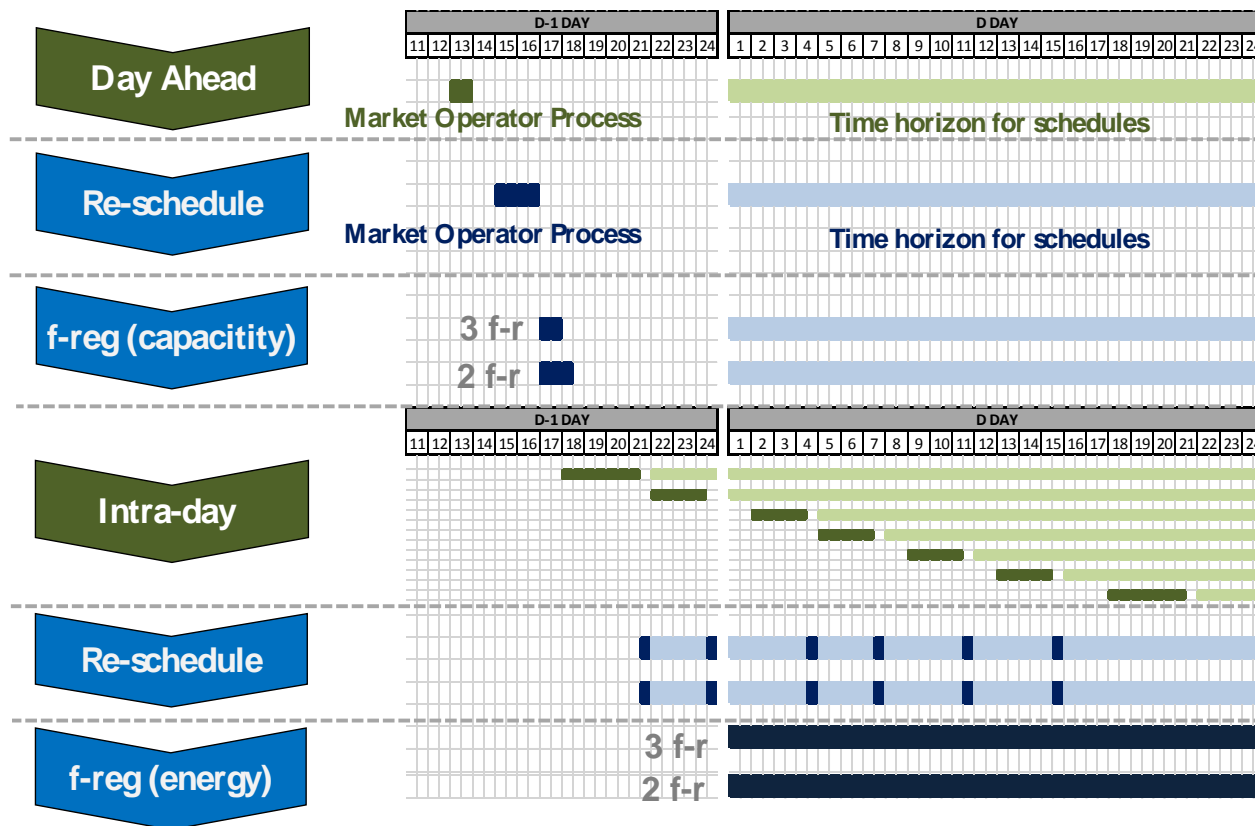 D-1 DAY D DAY
11 12 13 14 15 16 17 18 19 20 21 22 23 24 1 2 3 4 5 6 7 8 9 10 11 12 13 14 15 16 17 18 19 20 21 22 23 24
Day Ahead
Market Operator Process Time horizon for schedules
Re-schedule
Market Operator Process Time horizon for schedules
f-reg (capacitity)
3 f-r
2 f-r
D-1 DAY D DAY
11 12 13 14 15 16 17 18 19 20 21 22 23 24 1 2 3 4 5 6 7 8 9 10 11 12 13 14 15 16 17 18 19 20 21 22 23 24
Intra-day
Re-schedule
f-reg (energy)
3 f-r
2 f-r